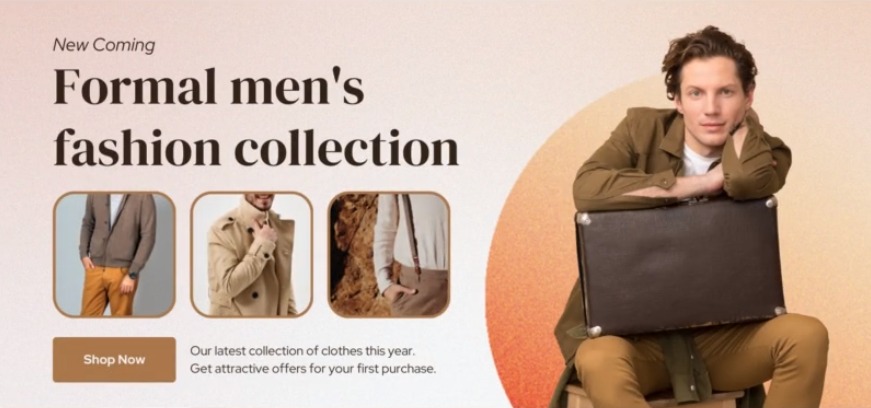 New Coming
Formal men's
fashion collection
Shop Now
Our latest collection of clothes this year.
Get attractive offers for your first purchase.